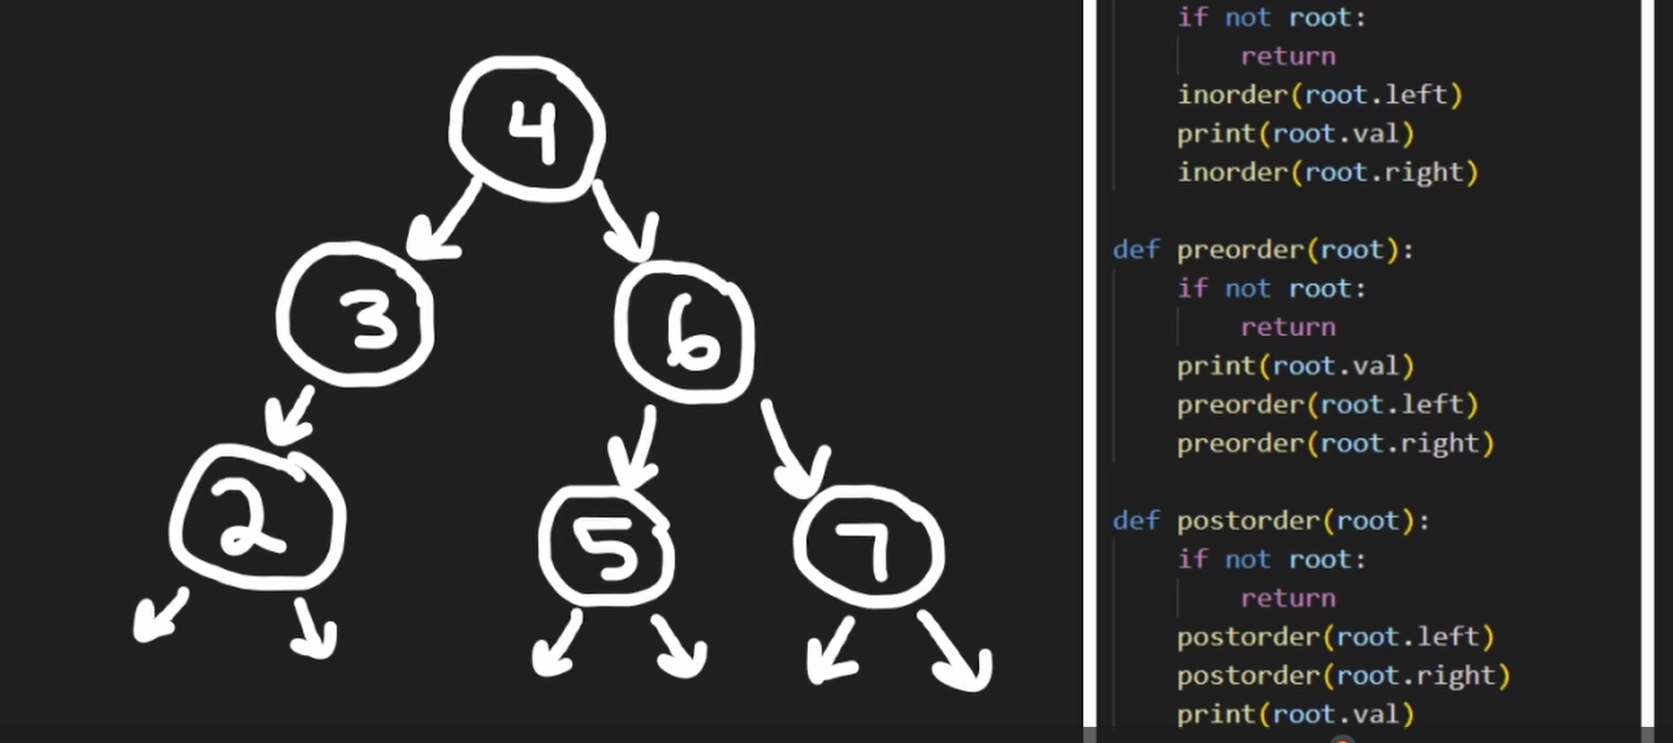 4
3
6
2
5
7
if not root:
return
inorder(root.left)
print(root.val)
inorder(root.right)
def preorder(root):
if not root:
return
print(root.val)
preorder(root.left)
preorder(root.right)
def postorder(root):
if not root:
return
postorder(root.left)
postorder(root.right)
print(root.val)